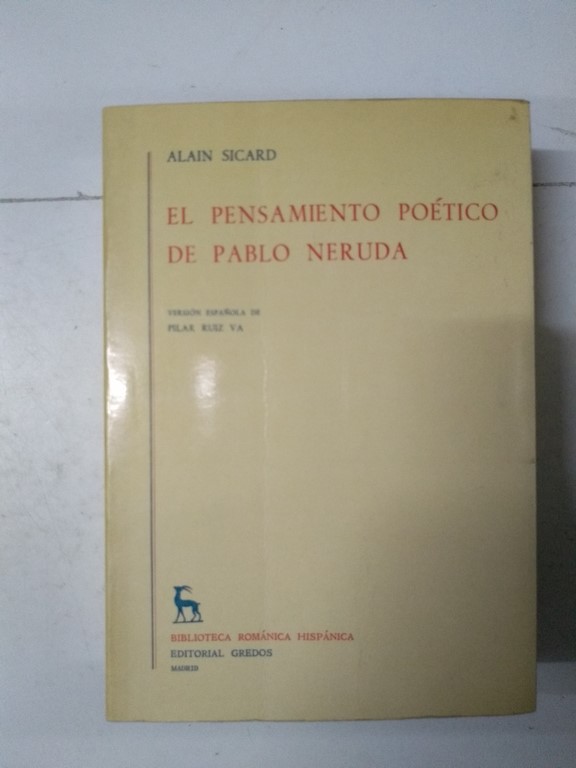 ALAIN SICARD
EL PENSAMIENTO POÉTICO
DE PABLO NERUDA
VERSIÓN ESPAÑOLA DE
PILAR RUIZ VA
BIBLIOTECA ROMÁNICA HISPÁNICA
EDITORIAL GREDOS
MADRID